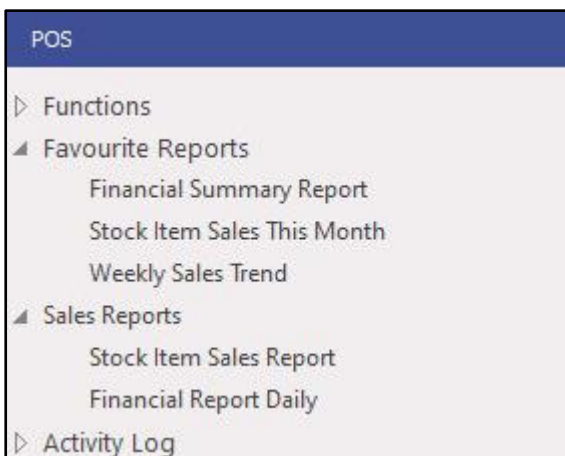 POS
Functions
Favourite Reports
Financial Summary Report
Stock Item Sales This Month
Weekly Sales Trend
Sales Reports
Stock Item Sales Report
Financial Report Daily
Activity Log